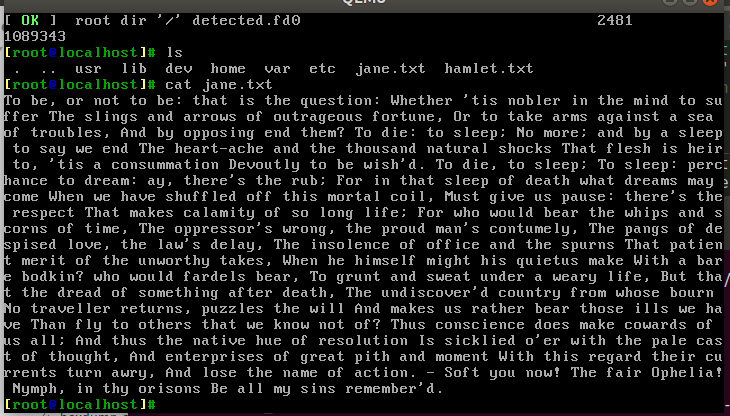 QEMU
[ OK ]  root dir '/' detected.fd0 2481
1089343
[root@localhost]# ls
.  ..  usr  lib  dev  home  var  etc  jane.txt  hamlet.txt
[root@localhost]# cat jane.txt
To be, or not to be: that is the question: Whether 'tis nobler in the mind to su
ffer The slings and arrows of outrageous fortune, Or to take arms against a sea
of troubles, And by opposing end them? To die: to sleep; No more; and by a sleep
 to say we end The heart-ache and the thousand natural shocks That flesh is heir
 to, 'tis a consummation Devoutly to be wish'd. To die, to sleep; To sleep: perc
hance to dream: ay, there's the rub; For in that sleep of death what dreams may
come When we have shuffled off this mortal coil, Must give us pause: there's the
 respect That makes calamity of so long life; For who would bear the whips and s
corns of time, The oppressor's wrong, the proud man's contumely, The pangs of de
spised love, the law's delay, The insolence of office and the spurns That patien
t merit of the unworthy takes, When he himself might his quietus make With a bar
e bodkin? who would fardels bear, To grunt and sweat under a weary life, But tha
t the dread of something after death, The undiscover'd country from whose bourn
No traveller returns, puzzles the will And makes us rather bear those ills we ha
ve Than fly to others that we know not of? Thus conscience does make cowards of
us all; And thus the native hue of resolution Is sicklied o'er with the pale cas
t of thought, And enterprises of great pith and moment With this regard their cu
rrents turn awry, And lose the name of action. - Soft you now! The fair Ophelia!
 Nymph, in thy orisons Be all my sins remember'd.
[root@localhost]#